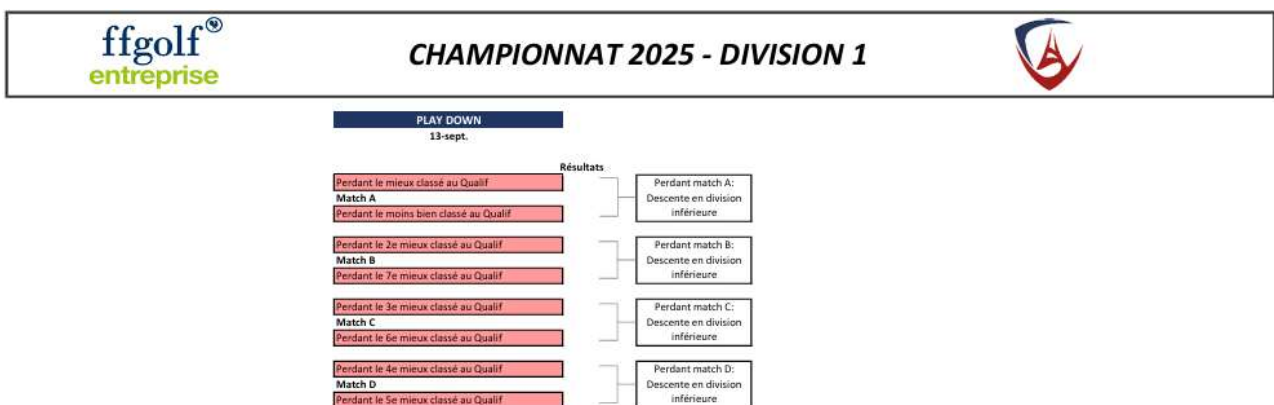 ffgolf®
entreprise
CHAMPIONNAT 2025 - DIVISION 1
PLAY DOWN
13-sept.
Résultats
Perdant le mieux classé au Qualif
Match A
Perdant le moins bien classé au Qualif
Perdant match A:
Descente en division
inférieure
Perdant le 2e mieux classé au Qualif
Match B
Perdant le 7e mieux classé au Qualif
Perdant match B:
Descente en division
inférieure
Perdant le 3e mieux classé au Qualif
Match C
Perdant le 6e mieux classé au Qualif
Perdant match C:
Descente en division
inférieure
Perdant le 4e mieux classé au Qualif
Match D
Perdant le 5e mieux classé au Qualif
Perdant match D:
Descente en division
inférieure